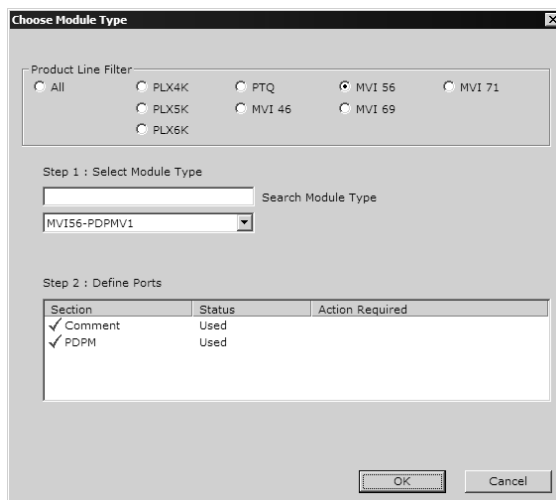 Choose Module Type
Product Line Filter
All PLX4K PTQ MVI 56 MVI 71
PLX5K MVI 46 MVI 69
PLX6K
Step 1 : Select Module Type
Search Module Type
MVI56-PDPMV1
Step 2 : Define Ports
Section Status Action Required
Comment Used
PDPM Used
OK Cancel